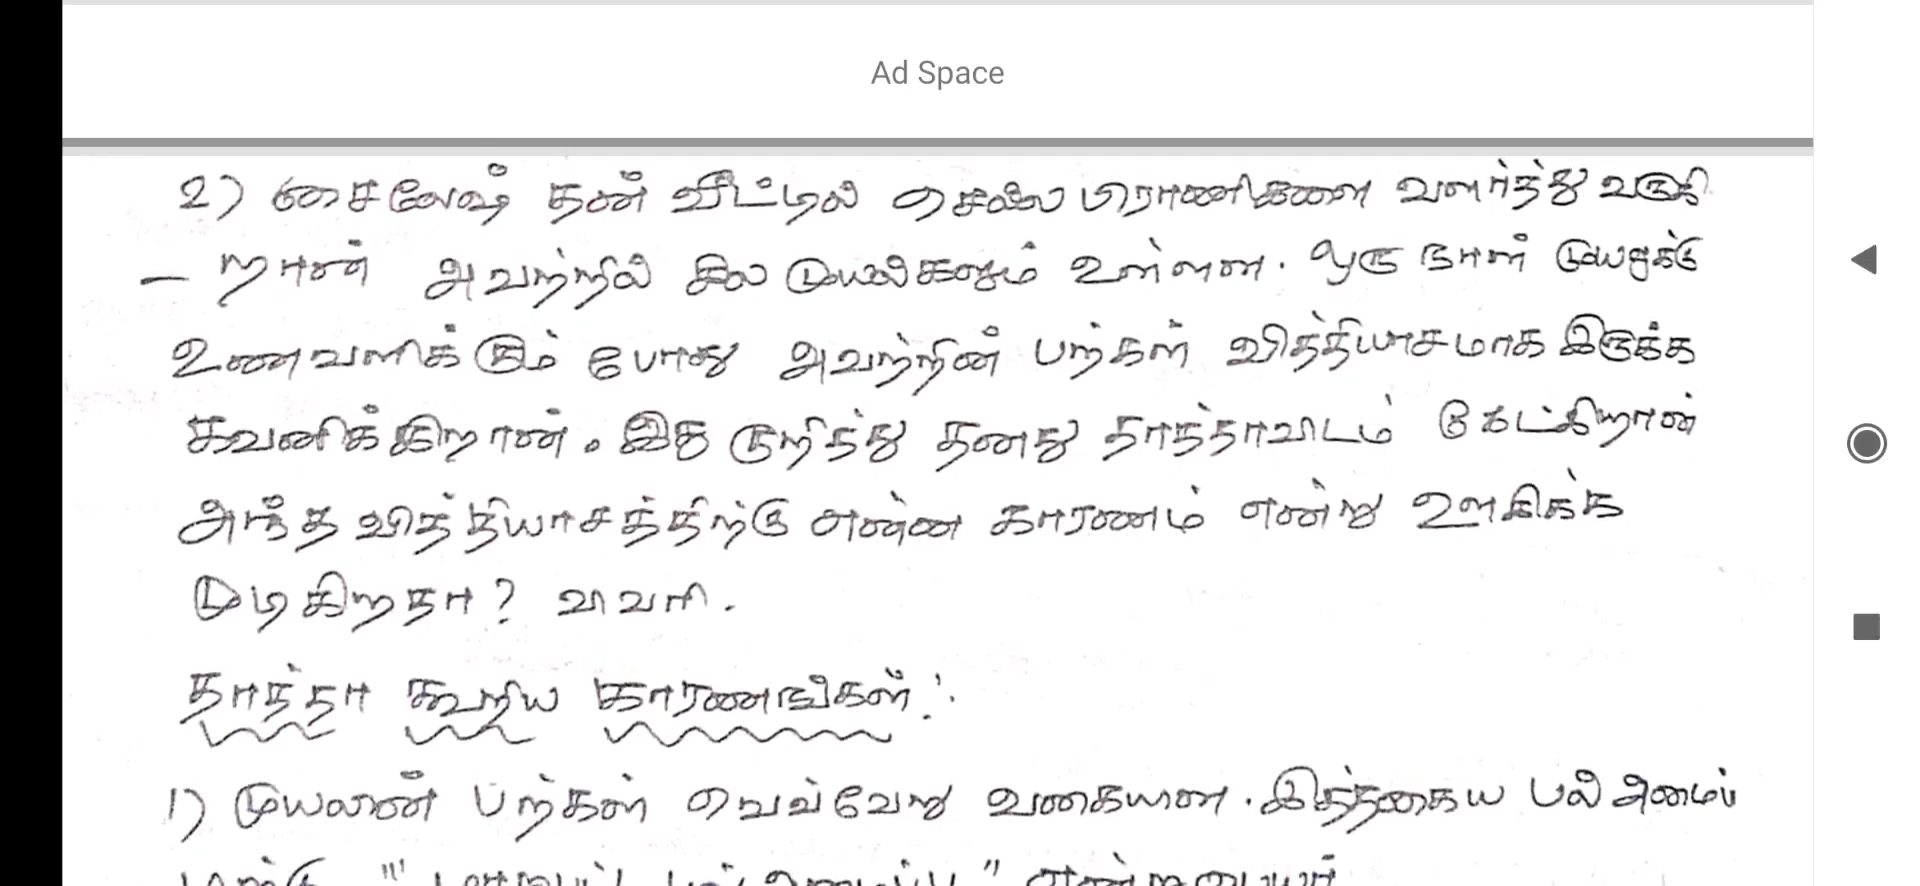 Ad Space
2) சைலேஷ் தன் வீட்டில் செல்ல பிராணிகளை வளர்த்து வருகி
– றான் அவற்றில் சில முயல்களும் உள்ளன. ஒரு நாள் முயலுக்கு
உணவளிக்கும் போது அவற்றின் பற்கள் வித்தியாசமாக இருக்க
கவனிக்கிறான். இது குறித்து தனது தாத்தாவிடம் கேட்கிறான்
அந்த வித்தியாசத்திற்கு என்ன காரணம் என்று ஊகிக்க
முடிகிறதா? விவரி.
தாத்தா கூறிய காரணங்கள் :
1) முயலின் பற்கள் வெவ்வேறு வகையான. இத்தகைய பல் அமைப்